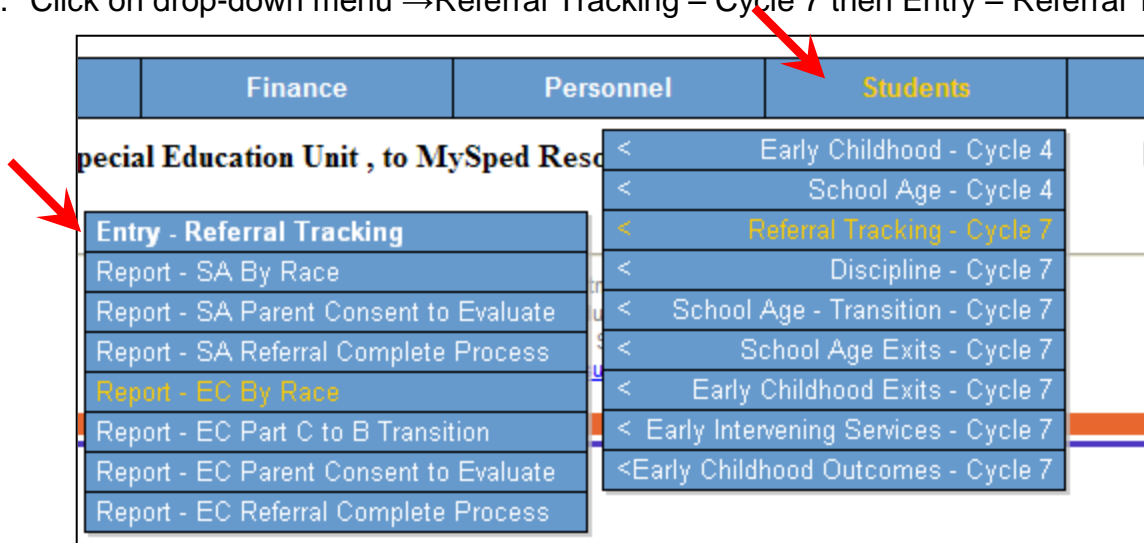 . Click on drop-down menu →Referral Tracking – Cycle 7 then Entry – Referral
Finance Personnel Students
pecial Education Unit , to MySped Reso
< Early Childhood - Cycle 4
< School Age - Cycle 4
< Referral Tracking - Cycle 7
< Discipline - Cycle 7
< School Age - Transition - Cycle 7
< School Age Exits - Cycle 7
< Early Childhood Exits - Cycle 7
< Early Intervening Services - Cycle 7
<Early Childhood Outcomes - Cycle 7
Entry - Referral Tracking
Report - SA By Race
Report - SA Parent Consent to Evaluate
Report - SA Referral Complete Process
Report - EC By Race
Report - EC Part C to B Transition
Report - EC Parent Consent to Evaluate
Report - EC Referral Complete Process